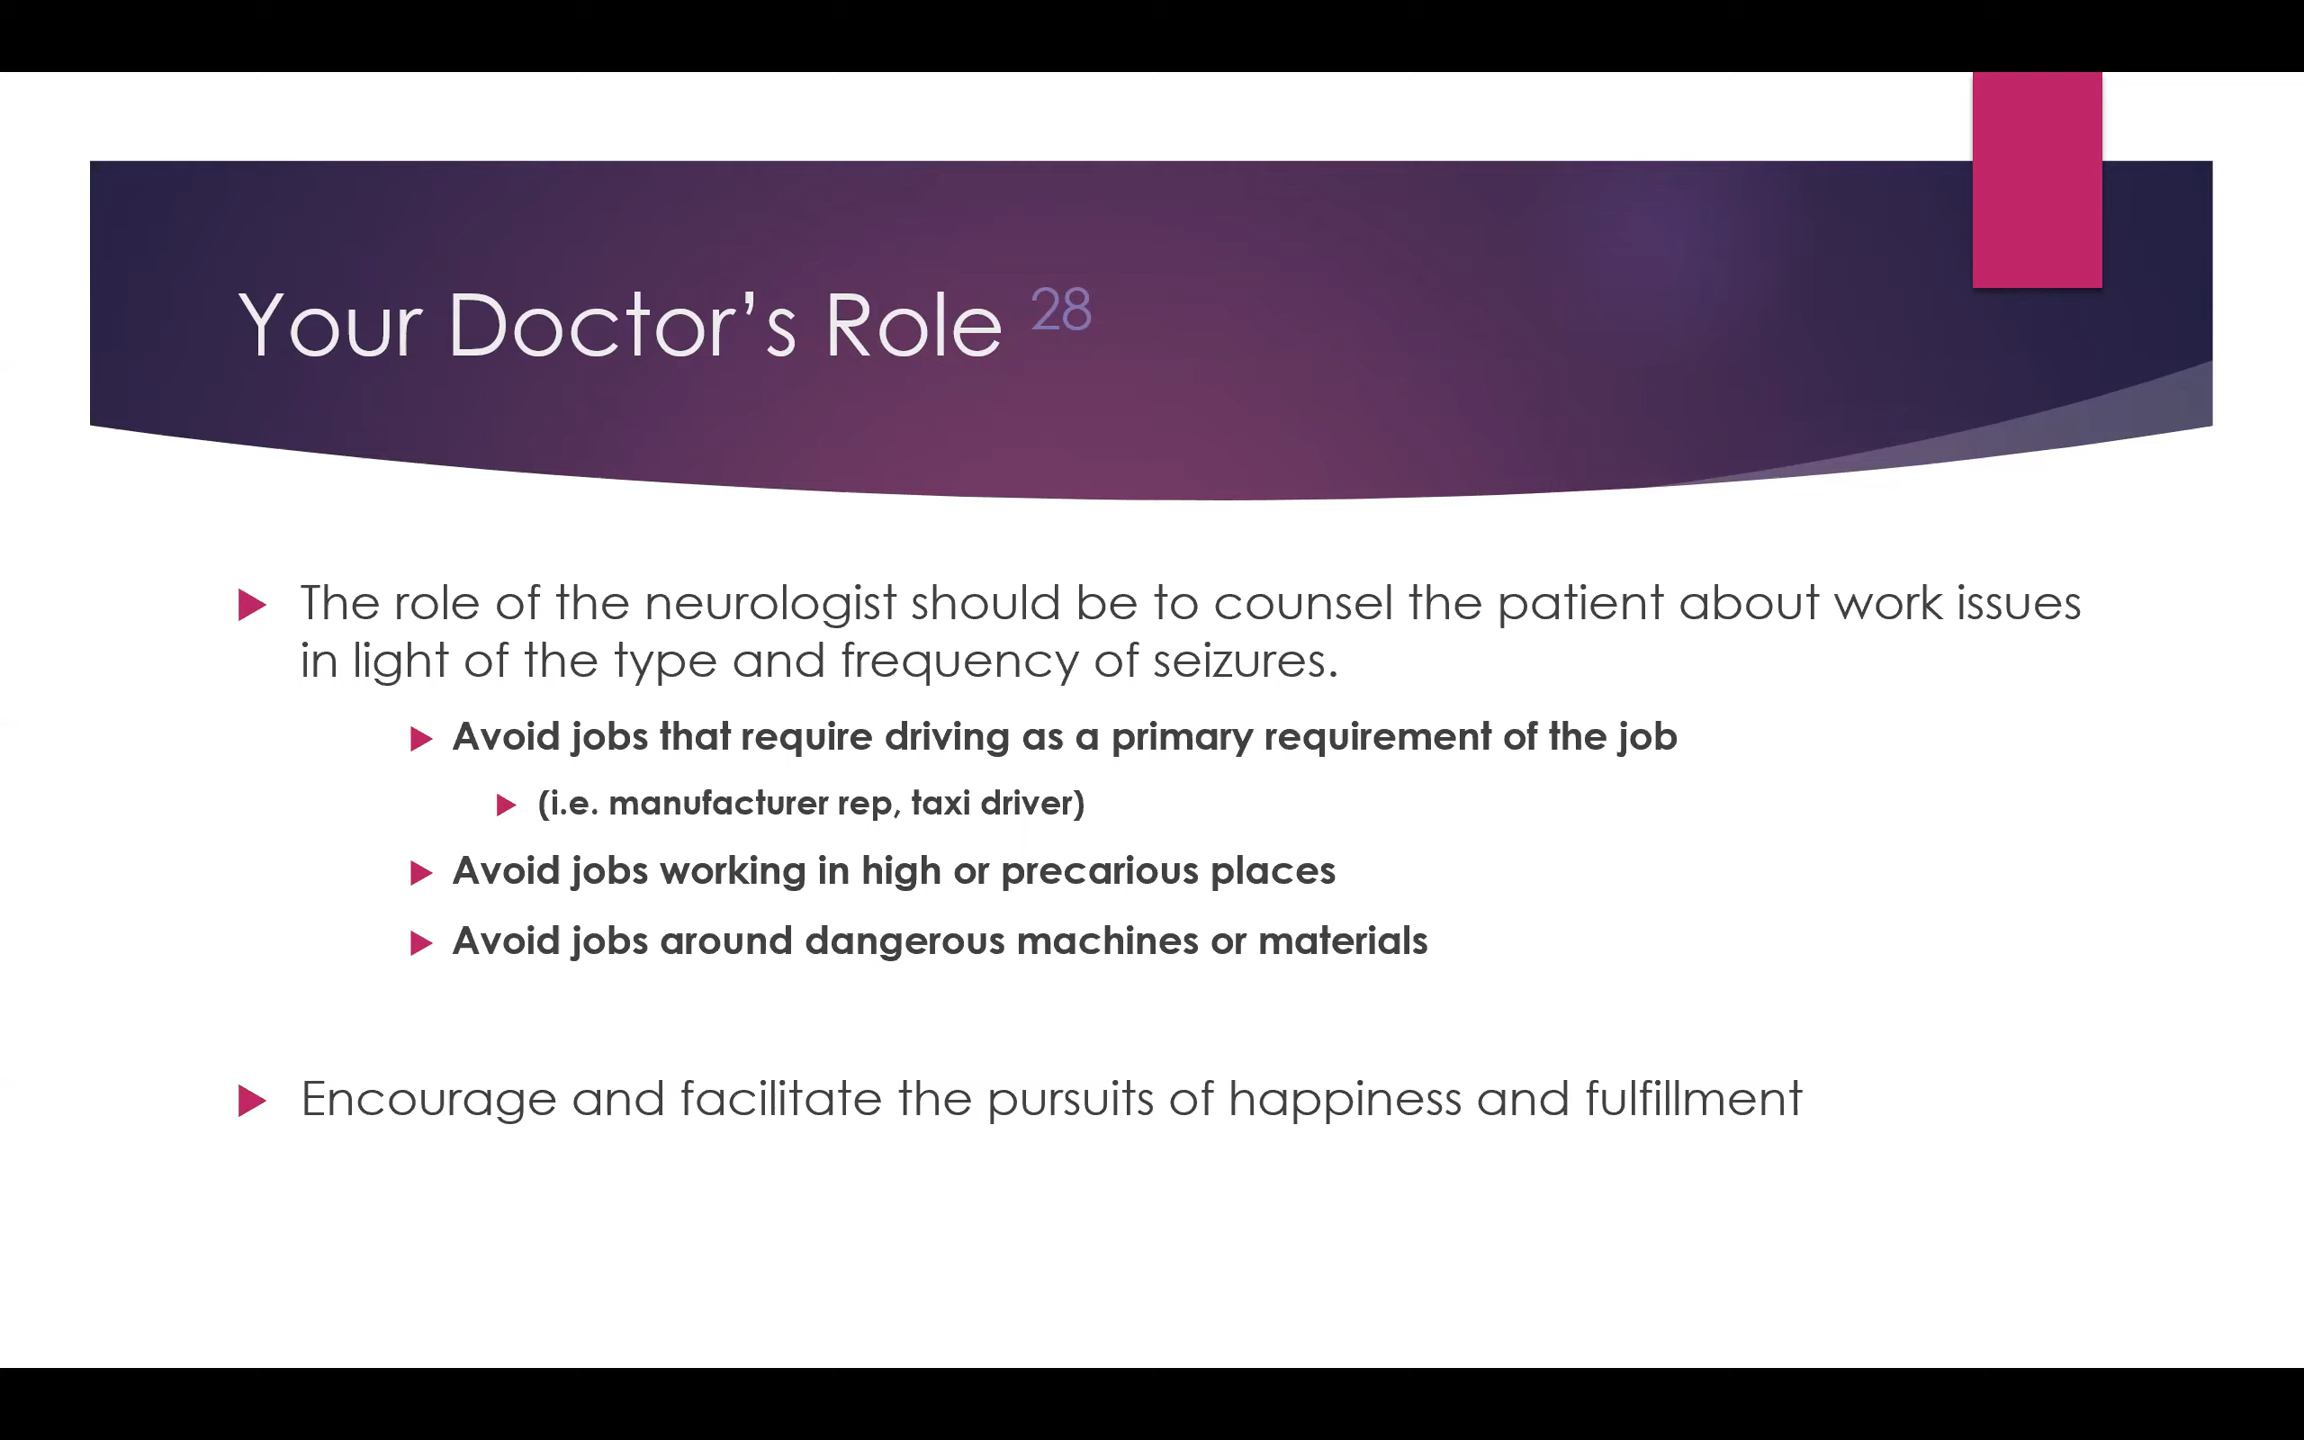 Your Doctor’s Role 28
The role of the neurologist should be to counsel the patient about work issues
in light of the type and frequency of seizures.
Avoid jobs that require driving as a primary requirement of the job
(i.e. manufacturer rep, taxi driver)
Avoid jobs working in high or precarious places
Avoid jobs around dangerous machines or materials
Encourage and facilitate the pursuits of happiness and fulfillment